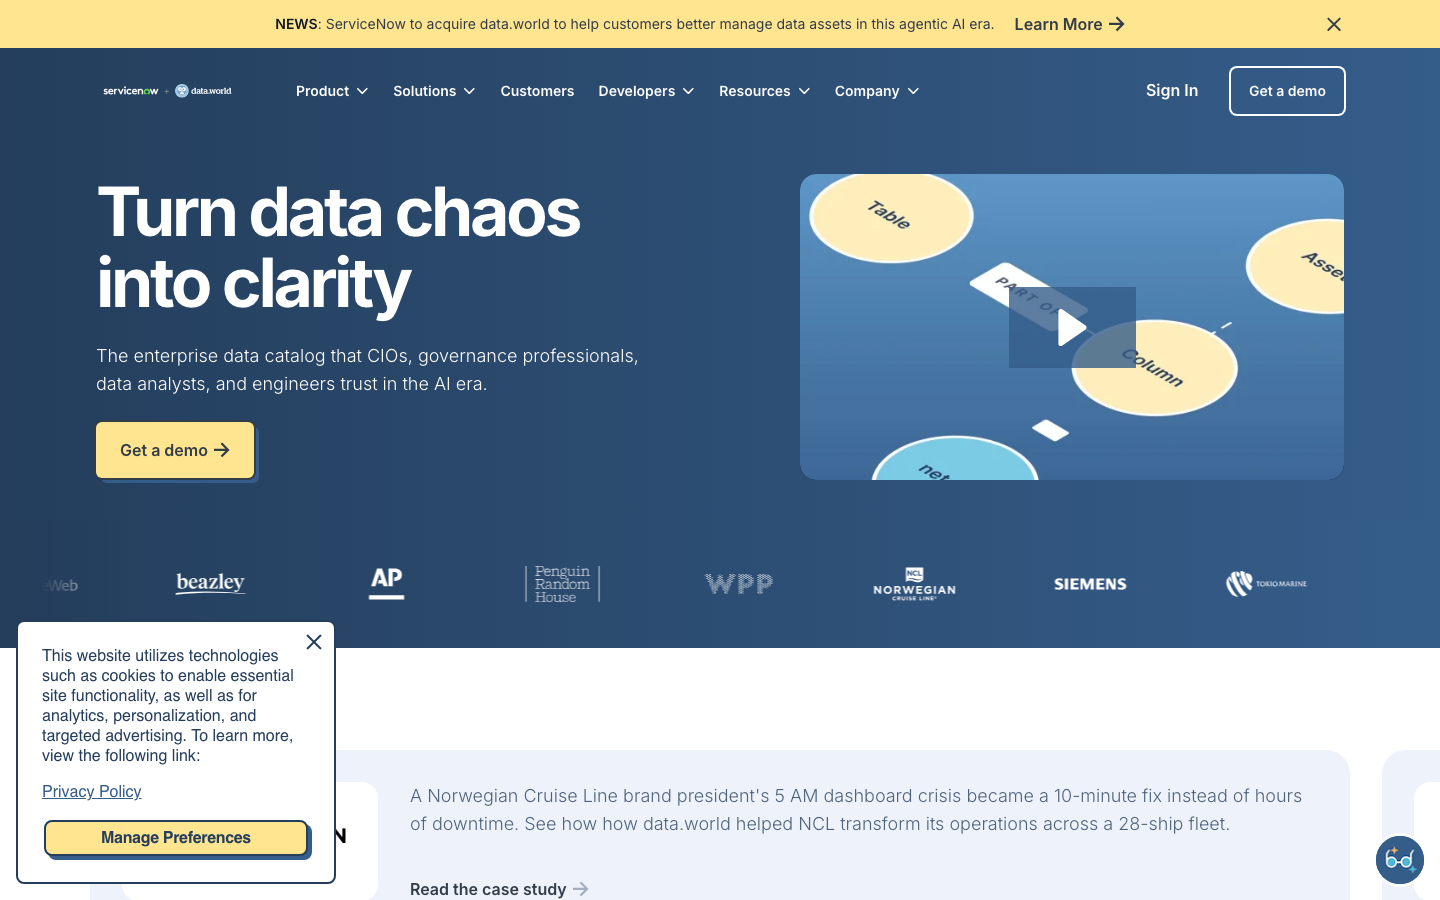 NEWS: ServiceNow to acquire data.world to help customers better manage data assets in this agentic AI era. Learn More
servicenow + data.world
Product Solutions Customers Developers Resources Company Sign In Get a demo
Turn data chaos
into clarity
The enterprise data catalog that CIOs, governance professionals,
data analysts, and engineers trust in the AI era.
Get a demo
Table
PART OF
Asse
Column
net
eWeb
beazley
AP
Penguin
Random
House
WPP
NCL
NORWEGIAN
CRUISE LINE
SIEMENS
TOKIO MARINE
This website utilizes technologies
such as cookies to enable essential
site functionality, as well as for
analytics, personalization, and
targeted advertising. To learn more,
view the following link:
Privacy Policy
Manage Preferences
N
A Norwegian Cruise Line brand president's 5 AM dashboard crisis became a 10-minute fix instead of hours
of downtime. See how how data.world helped NCL transform its operations across a 28-ship fleet.
Read the case study